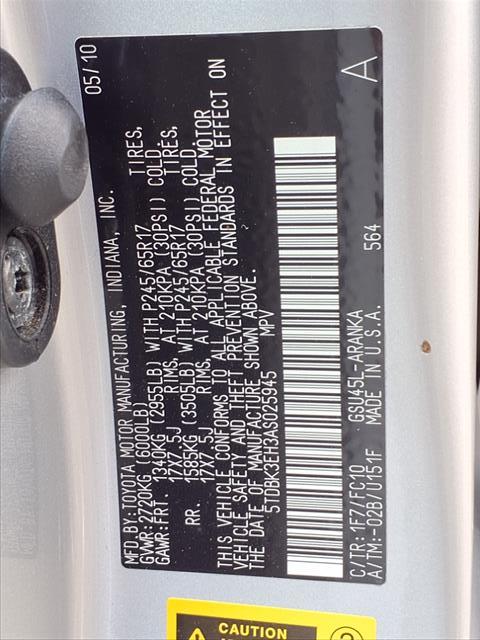 MFD.BY:TOYOTA MOTOR MANUFACTURING, INDIANA, INC. 05/10
GVWR:2720KG (6000LB)
GAWR:FRT. 1340KG (2955LB) WITH P245/65R17 TIRES,
17X7.5J RIMS, AT 210KPA (30PSI) COLD.
RR. 1585KG (3505LB) WITH P245/65R17 TIRES,
17X7.5J RIMS, AT 210KPA (30PSI) COLD.
THIS VEHICLE CONFORMS TO ALL APPLICABLE FEDERAL MOTOR
VEHICLE SAFETY AND THEFT PREVENTION STANDARDS IN EFFECT ON
THE DATE OF MANUFACTURE SHOWN ABOVE.
5TDBK3EH3AS025945 MPV
C/TR:1F7/FC10 GSU45L-ARANKA 564 A
A/TM:-02B/U151F MADE IN U.S.A.
CAUTION